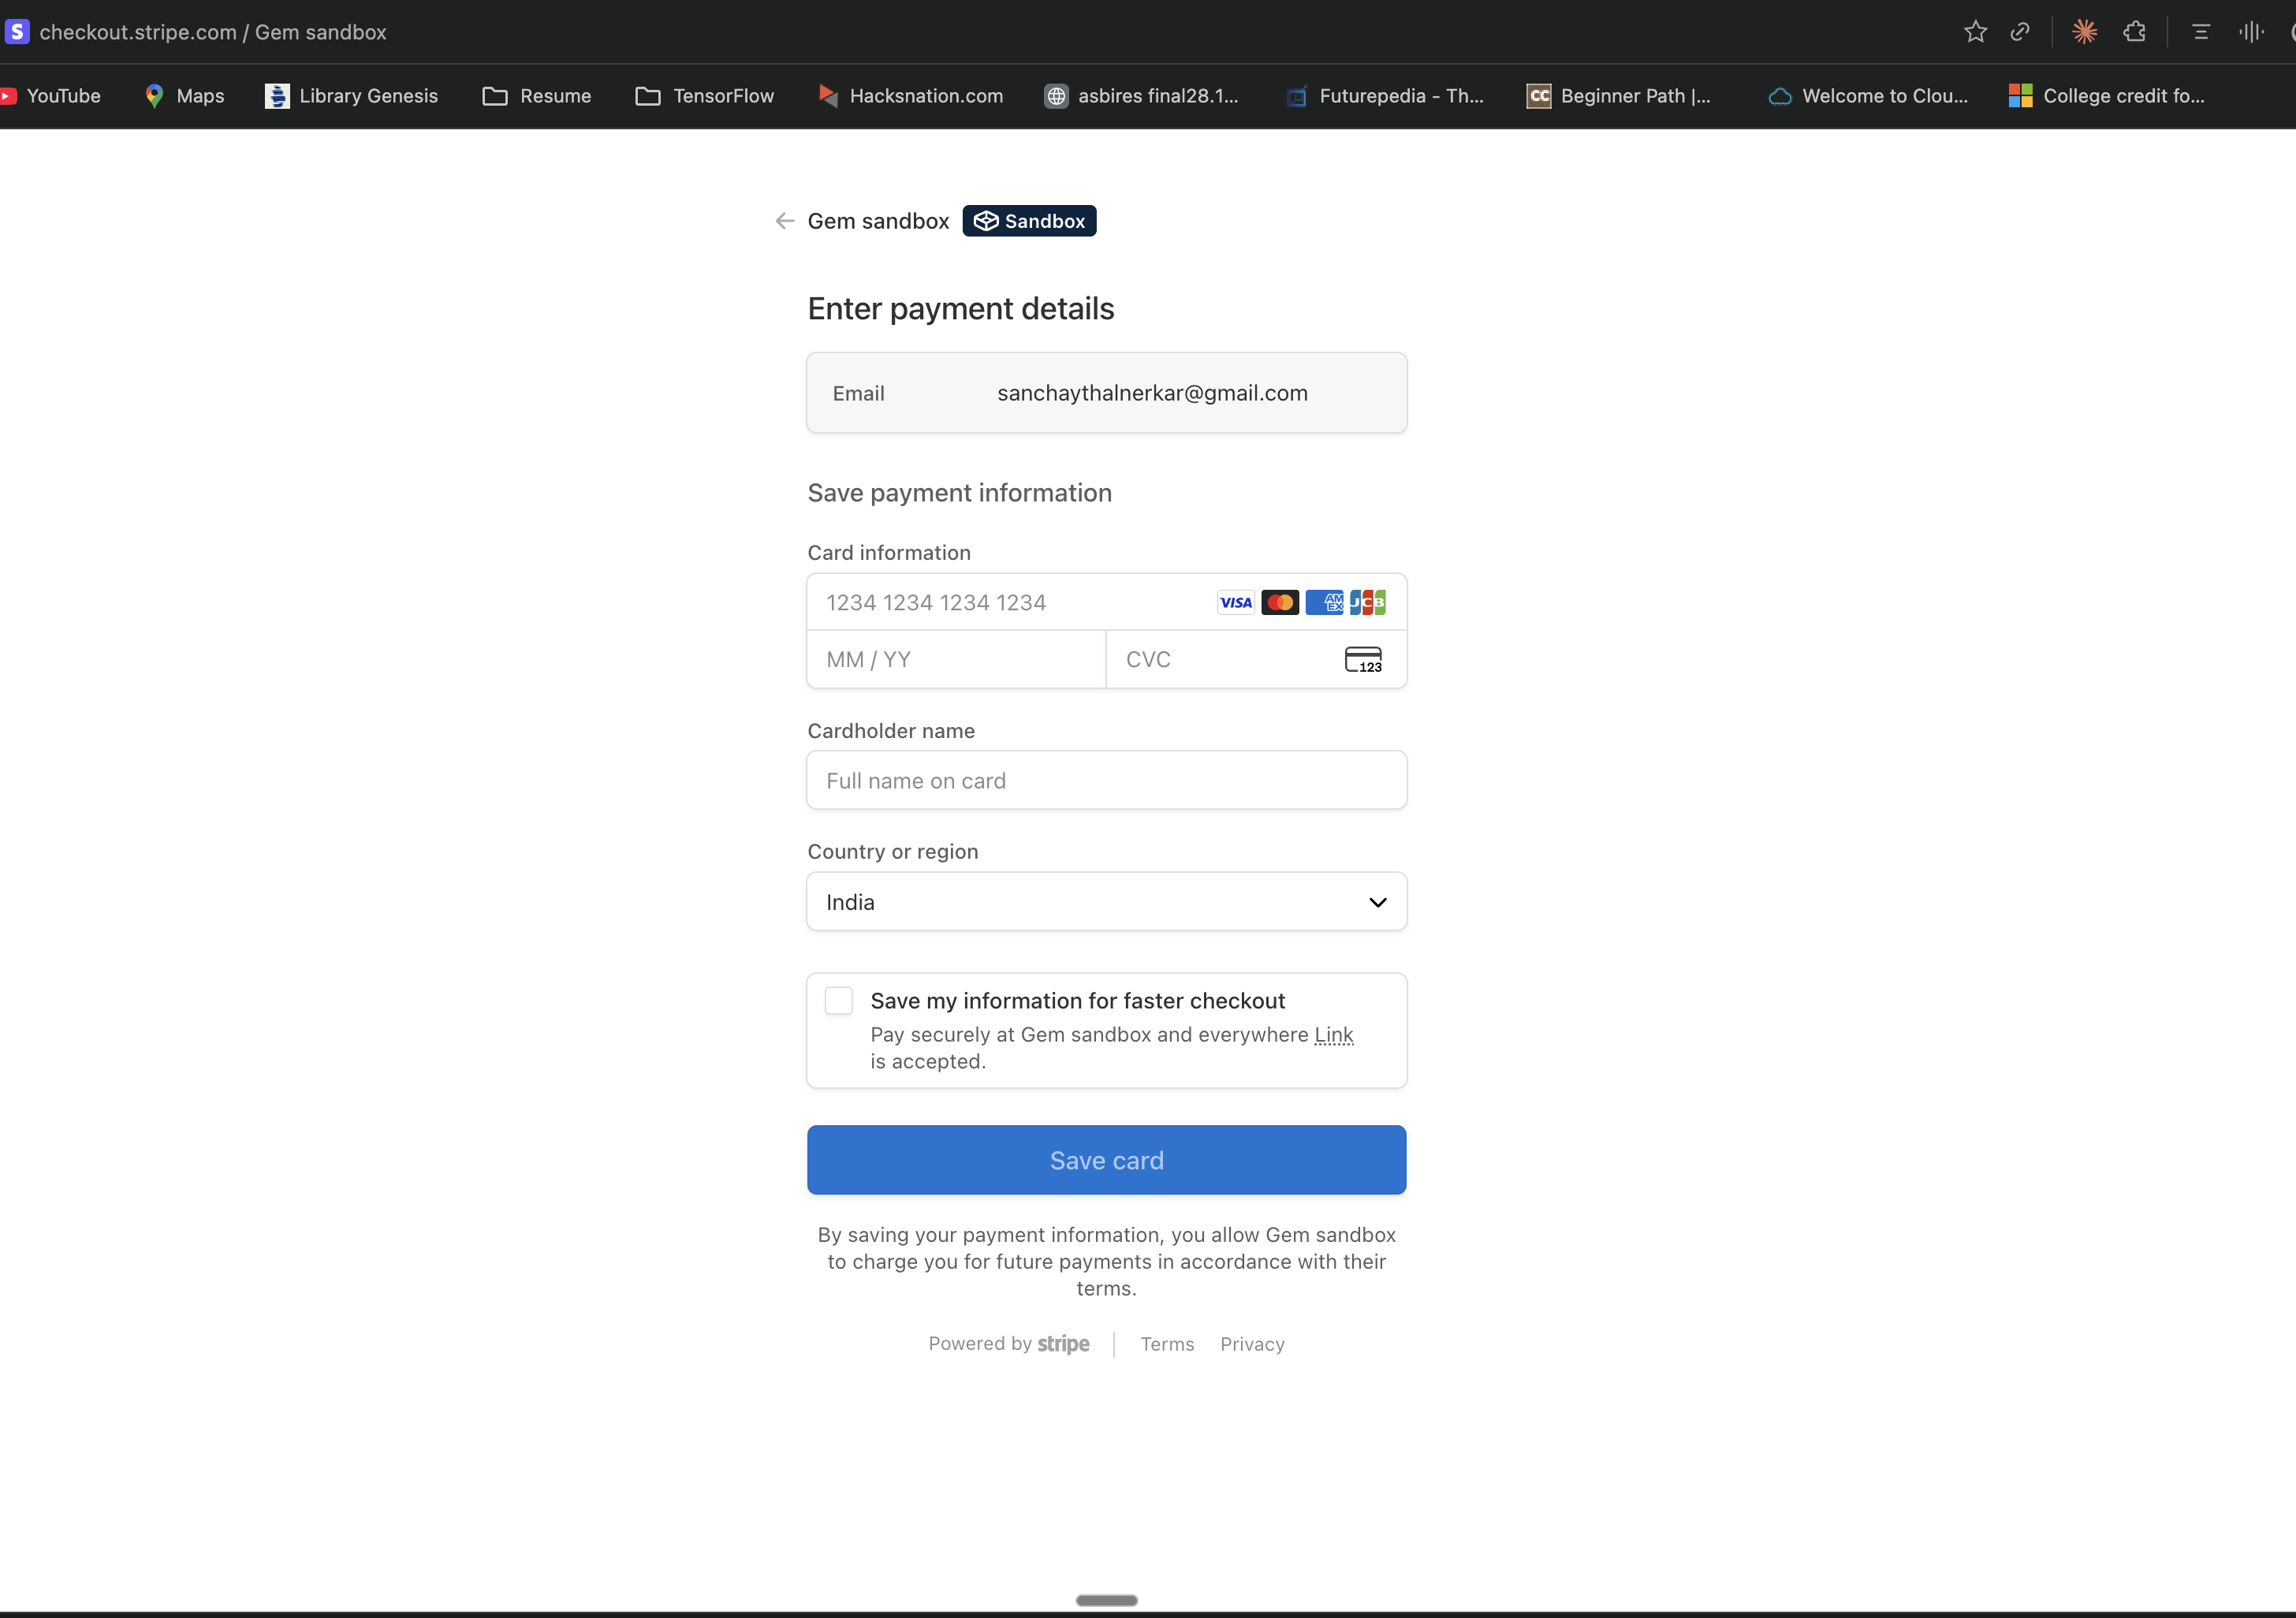 S checkout.stripe.com / Gem sandbox
YouTube Maps Library Genesis Resume TensorFlow Hacksnation.com asbires final28.1... Futurepedia - Th... CC Beginner Path |... Welcome to Clou... College credit fo...
Gem sandbox Sandbox
Enter payment details
Email sanchaythalnerkar@gmail.com
Save payment information
Card information
1234 1234 1234 1234 VISA AMEX JCB
MM / YY CVC 123
Cardholder name
Full name on card
Country or region
India
Save my information for faster checkout
Pay securely at Gem sandbox and everywhere Link
is accepted.
Save card
By saving your payment information, you allow Gem sandbox
to charge you for future payments in accordance with their
terms.
Powered by stripe Terms Privacy